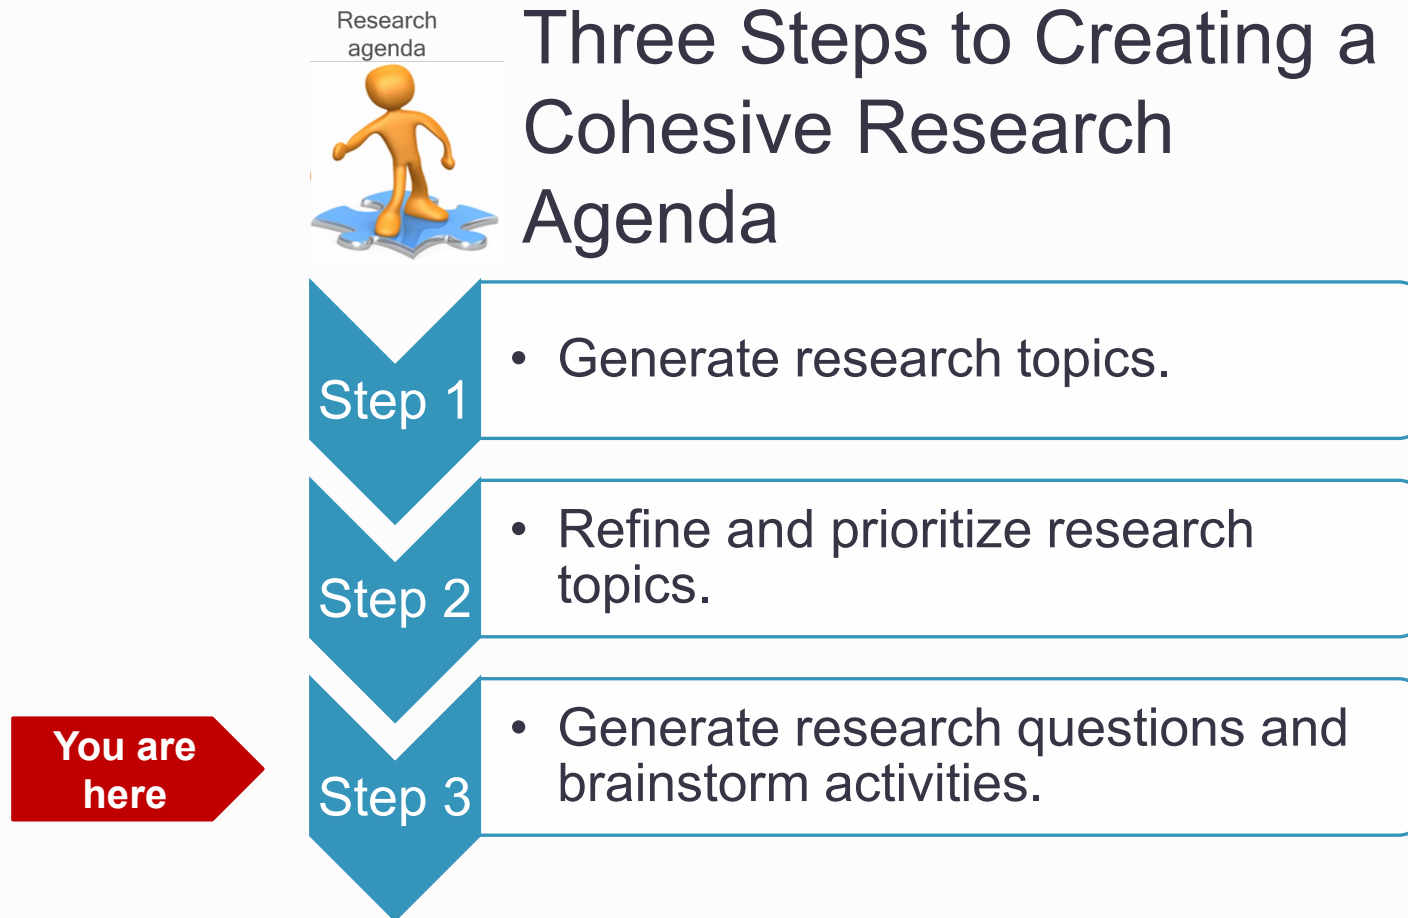 Research
agenda
Three Steps to Creating a
Cohesive Research
Agenda
Step 1
• Generate research topics.
Step 2
• Refine and prioritize research
topics.
You are
here
Step 3
• Generate research questions and
brainstorm activities.